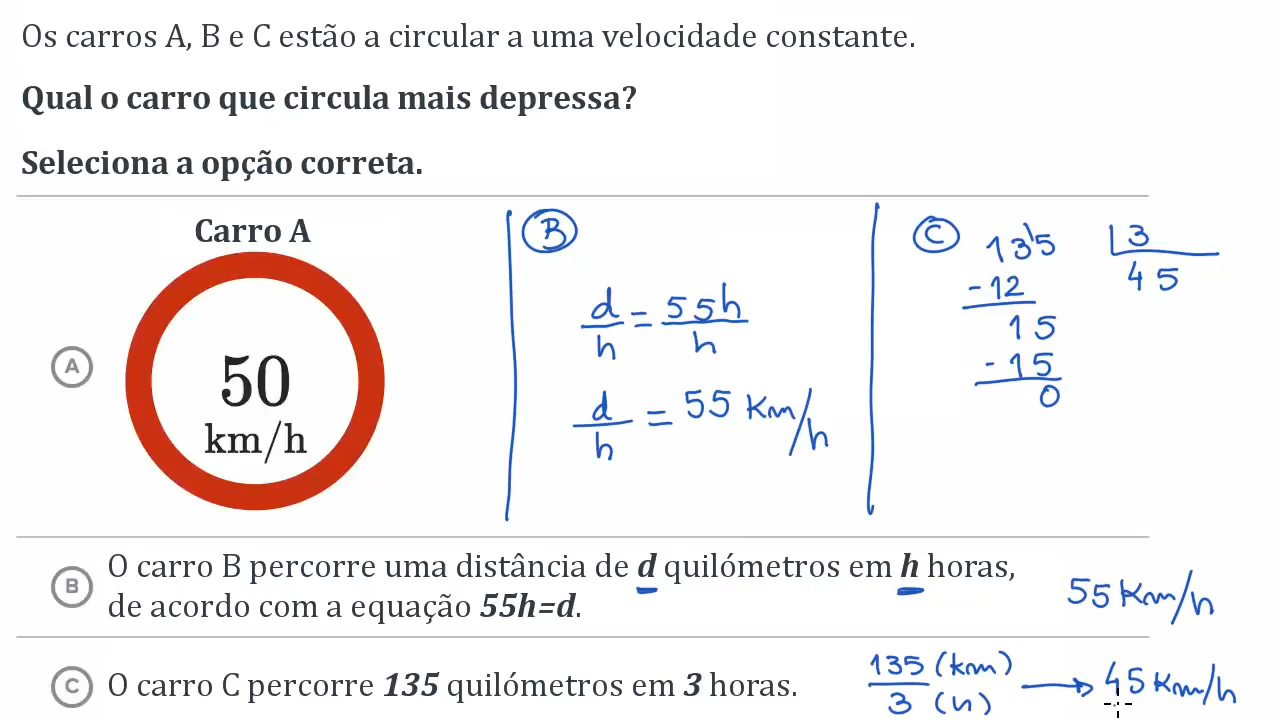 Os carros A, B e C estão a circular a uma velocidade constante.
Qual o carro que circula mais depressa?
Seleciona a opção correta.
Carro A
A
50
km/h
B
d/h = 55h/h
d/h = 55 Km/h
C
135 | 3
-12 45
15
-15
0
B
O carro B percorre uma distância de d quilómetros em h horas,
de acordo com a equação 55h=d.
55 Km/h
C
O carro C percorre 135 quilómetros em 3 horas.
135 (km)
3 (h)
→ 45 Km/h